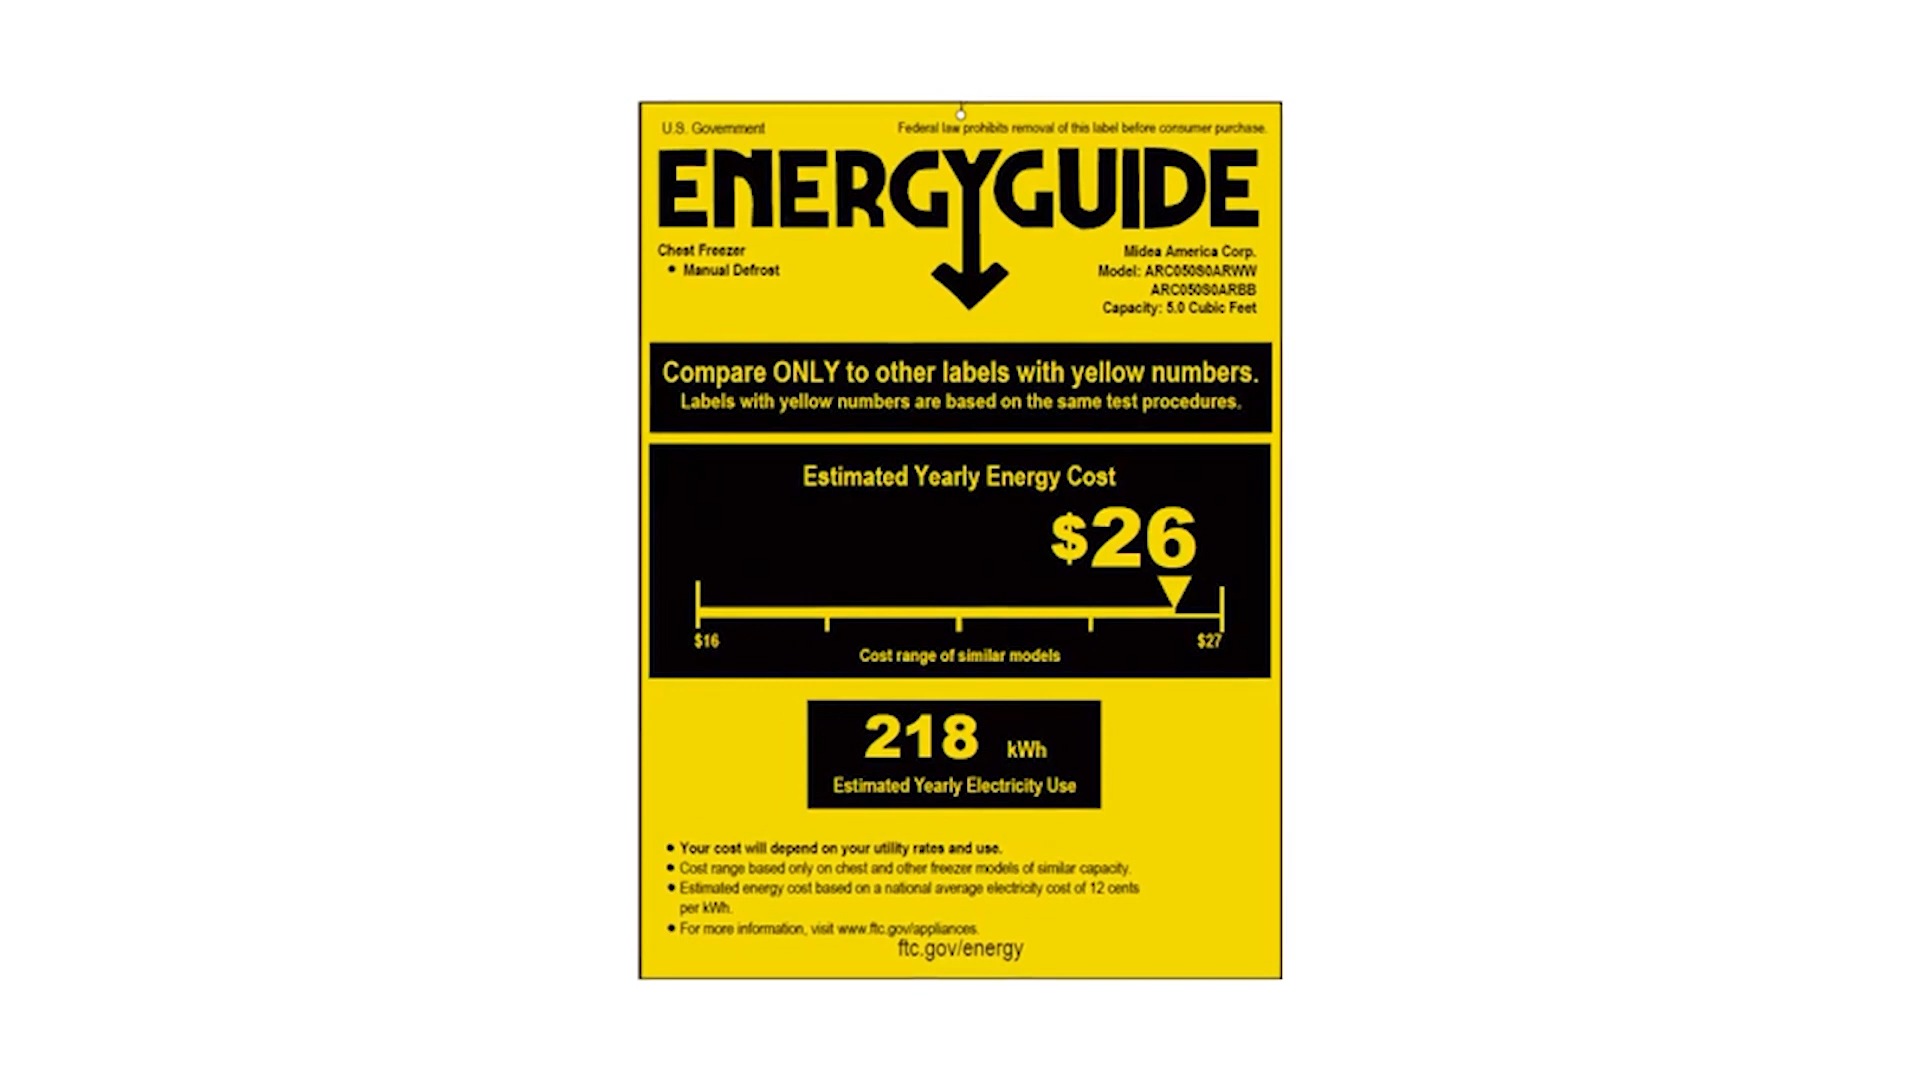 U.S. Government
Federal law prohibits removal of this label before consumer purchase.
ENERGYGUIDE
Chest Freezer
• Manual Defrost
Midea America Corp.
Model: ARC050S0ARWW
ARC050S0ARBB
Capacity: 5.0 Cubic Feet
Compare ONLY to other labels with yellow numbers.
Labels with yellow numbers are based on the same test procedures.
Estimated Yearly Energy Cost
$26
$16
$27
Cost range of similar models
218 kWh
Estimated Yearly Electricity Use
• Your cost will depend on your utility rates and use.
• Cost range based only on chest and other freezer models of similar capacity.
• Estimated energy cost based on a national average electricity cost of 12 cents
per kWh.
• For more information, visit www.ftc.gov/appliances.
ftc.gov/energy